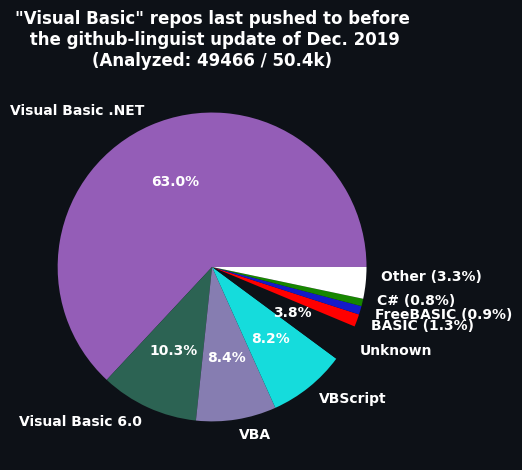 "Visual Basic" repos last pushed to before
the github-linguist update of Dec. 2019
(Analyzed: 49466 / 50.4k)
Visual Basic .NET
63.0%
Other (3.3%)
C# (0.8%)
FreeBASIC (0.9%)
BASIC (1.3%)
3.8%
Unknown
8.2%
VBScript
8.4%
VBA
10.3%
Visual Basic 6.0